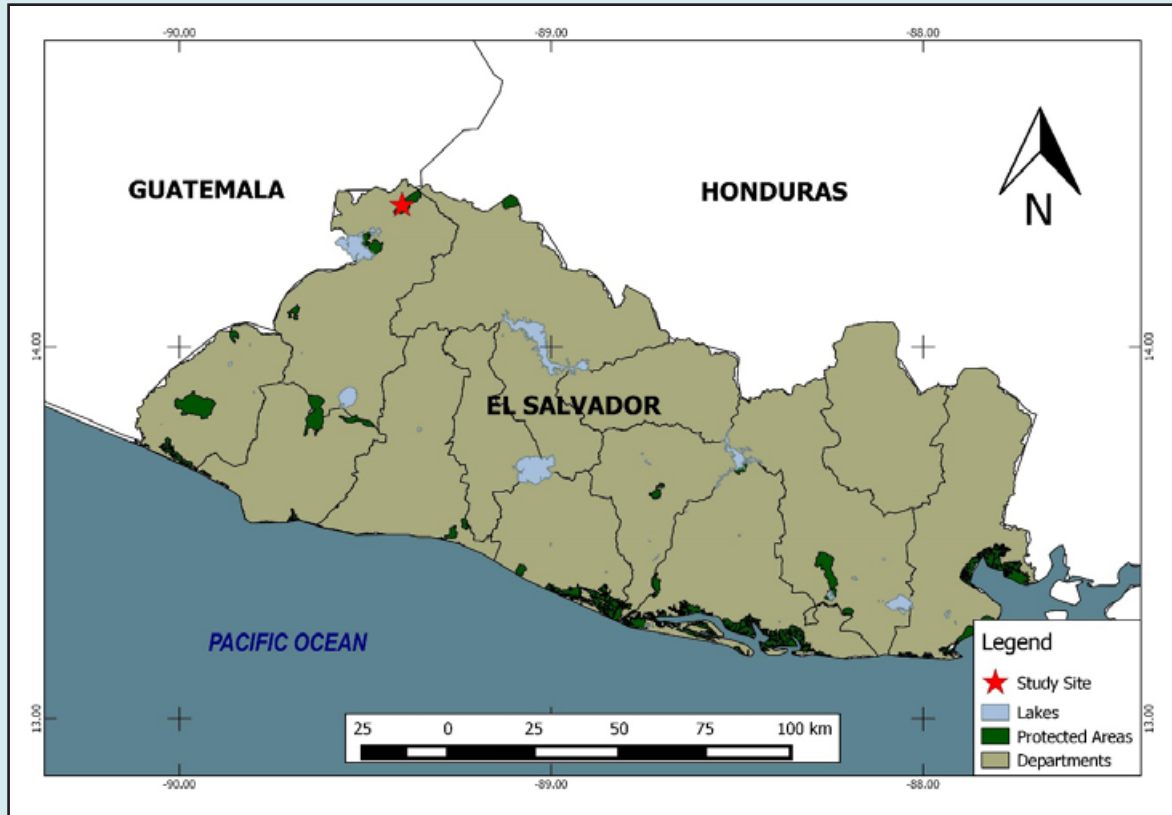 -90.00 -89.00 -88.00
GUATEMALA
HONDURAS
N
14.00 14.00
EL SALVADOR
PACIFIC OCEAN
Legend
Study Site
Lakes
Protected Areas
Departments
13.00 13.00
25 0 25 50 75 100 km
-90.00 -89.00 -88.00